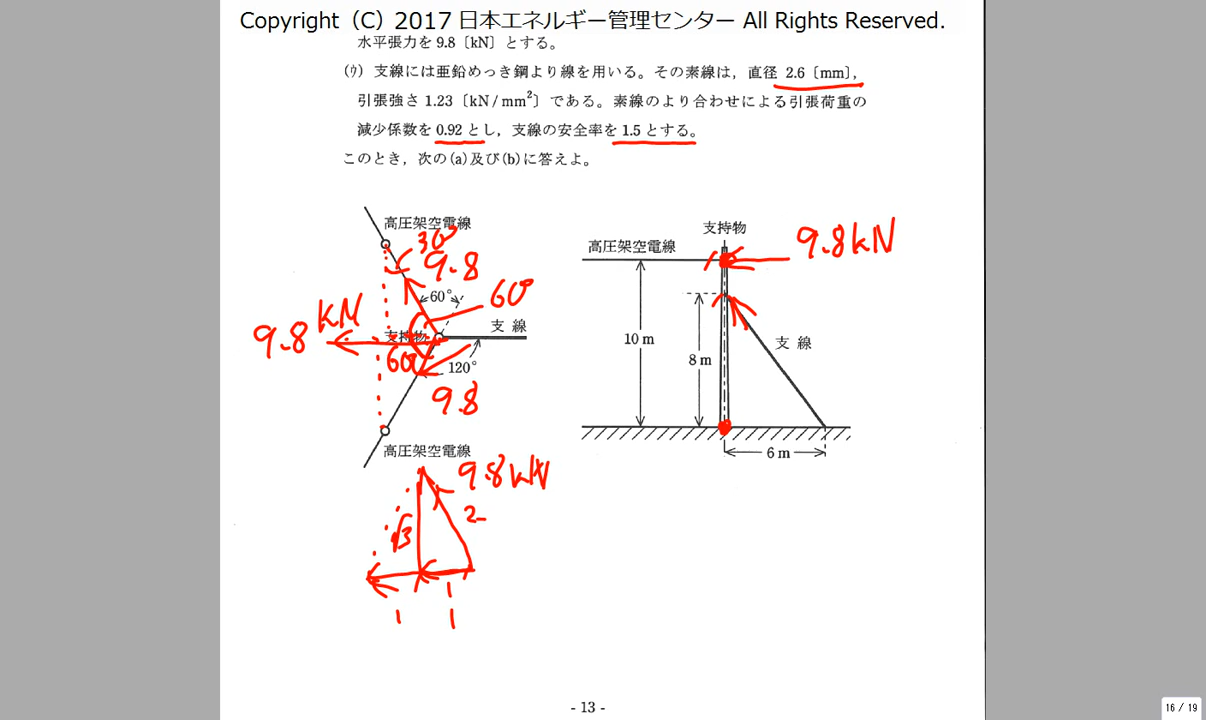 Copyright (C) 2017 日本エネルギー管理センター All Rights Reserved.
水平張力を 9.8〔kN〕とする。
(ウ) 支線には亜鉛めっき鋼より線を用いる。その素線は，直径 2.6〔mm〕，
引張強さ 1.23〔kN/mm²〕である。素線のより合わせによる引張荷重の
減少係数を 0.92 とし，支線の安全率を 1.5 とする。
このとき，次の(a)及び(b)に答えよ。
高圧架空電線
30°
9.8
60°
60°
支線
支持物
9.8 kN
60°
120°
9.8
高圧架空電線
9.8kN
2
√3
1
1
1
支持物
9.8kN
高圧架空電線
10 m
8 m
支線
6 m
- 13 -
16 / 19